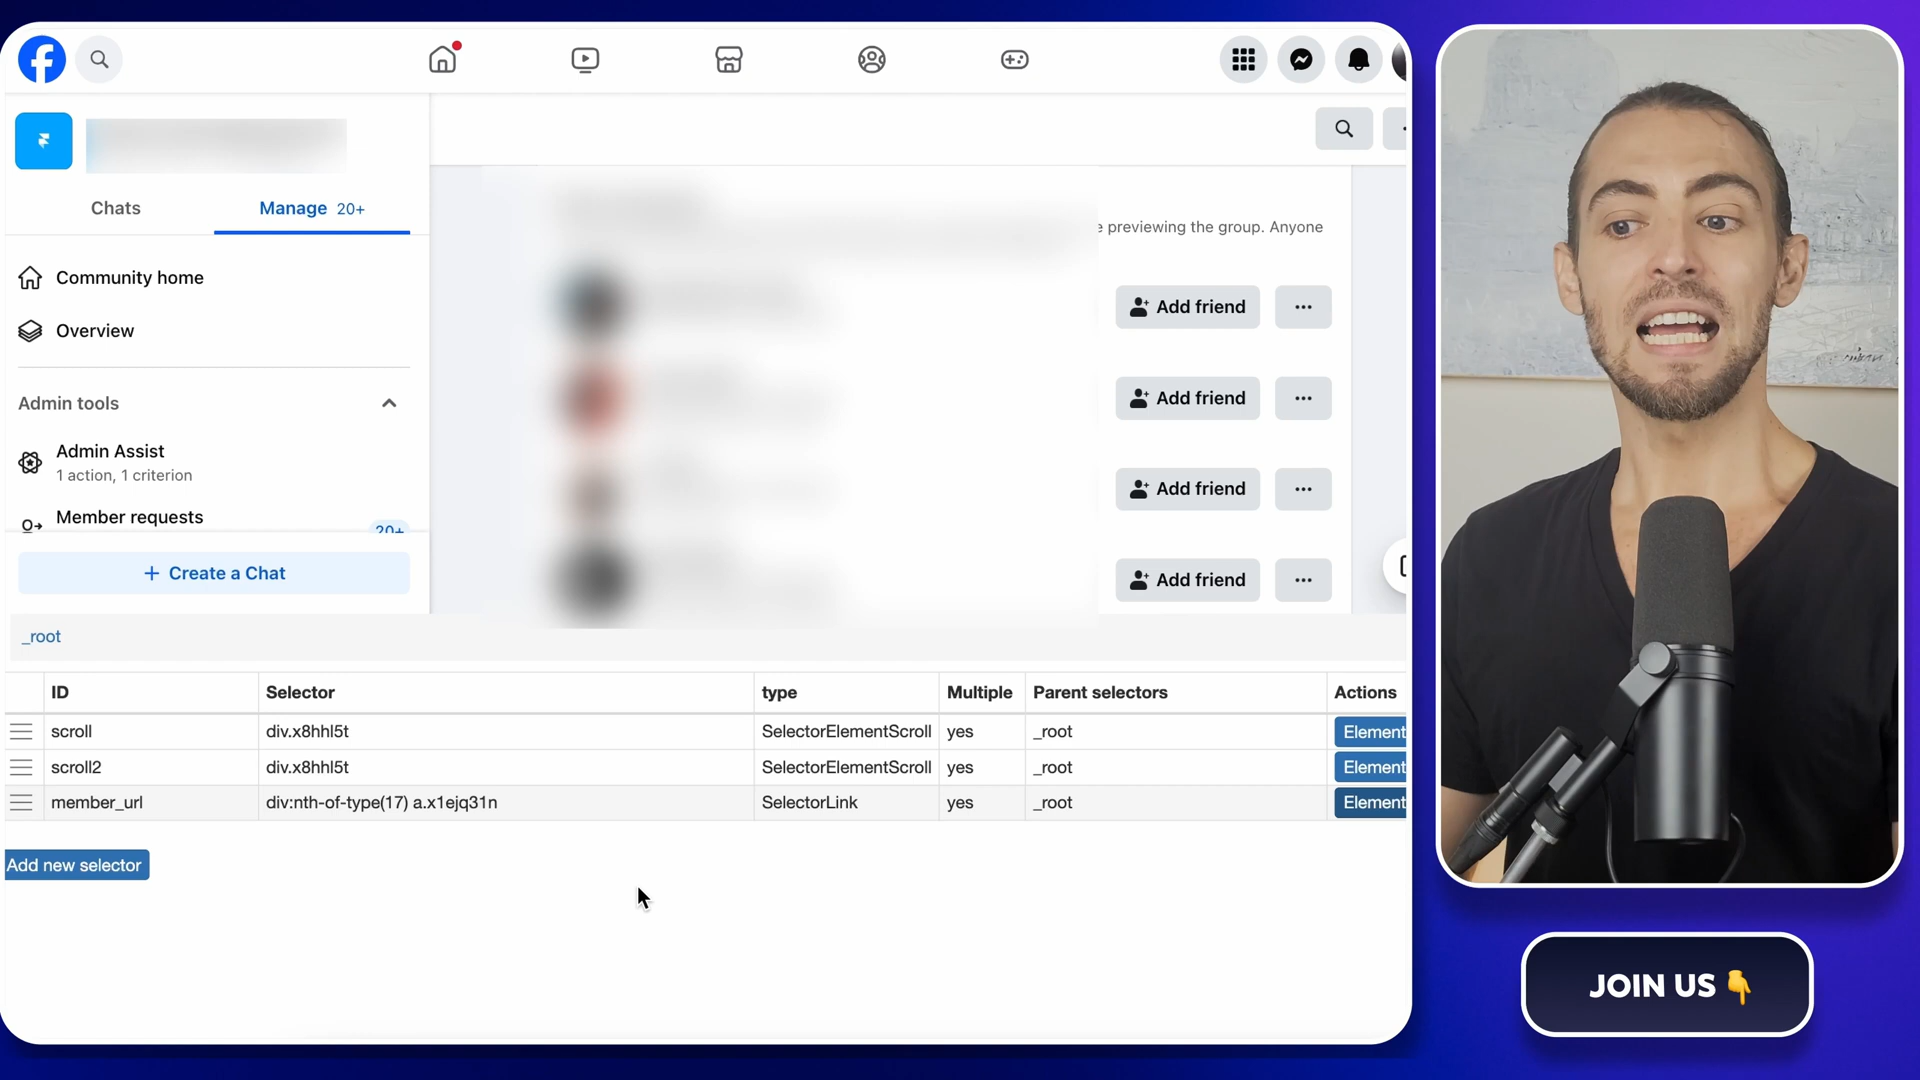 Chats
Manage 20+
Community home
Overview
Admin tools
Admin Assist
1 action, 1 criterion
Member requests
20+
+ Create a Chat
previewing the group. Anyone
Add friend
Add friend
Add friend
Add friend
_root
ID Selector type Multiple Parent selectors Actions
scroll div.x8hhl5t SelectorElementScroll yes _root Element
scroll2 div.x8hhl5t SelectorElementScroll yes _root Element
member_url div:nth-of-type(17) a.x1ejq31n SelectorLink yes _root Element
Add new selector
JOIN US 👇